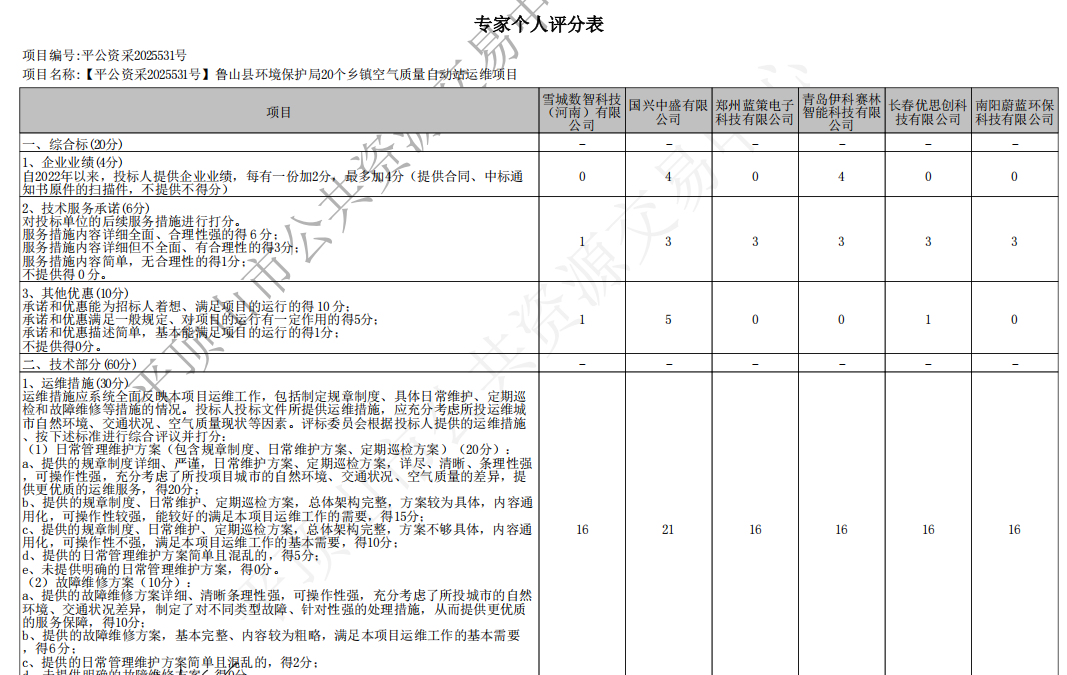 专家个人评分表
项目编号:平公资采2025531号
项目名称:【平公资采2025531号】鲁山县环境保护局20个乡镇空气质量自动站运维项目
项目 雪城数智科技（河南）有限公司 国兴中盛有限公司 郑州蓝策电子科技有限公司 青岛伊科赛林智能科技有限公司 长春优思创科技有限公司 南阳蔚蓝环保科技有限公司
一、综合标(20分) – – – – – –
1、企业业绩(4分)
自2022年以来，投标人提供企业业绩，每有一份加2分，最多加4分（提供合同、中标通
知书原件的扫描件，不提供不得分）
0 4 0 4 0 0
2、技术服务承诺(6分)
对投标单位的后续服务措施进行打分。
服务措施内容详细全面、合理性强的得 6 分;
服务措施内容详细但不全面、有合理性的得3分;
服务措施内容简单，无合理性的得1分;
不提供得 0 分。
1 3 3 3 3 3
3、其他优惠(10分)
承诺和优惠能为招标人着想、满足项目的运行的得 10 分;
承诺和优惠满足一般规定、对项目的运行有一定作用的得5分;
承诺和优惠描述简单，基本能满足项目的运行的得1分;
不提供得0分。
1 5 0 0 1 0
二、技术部分(60分) – – – – – –
1、运维措施(30分)
运维措施应系统全面反映本项目运维工作，包括制定规章制度、具体日常维护、定期巡
检和故障维修等措施的情况。投标人投标文件所提供运维措施，应充分考虑所投运维城
市自然环境、交通状况、空气质量现状等因素。评标委员会根据投标人提供的运维措施
、按下述标准进行综合评议并打分:
（1）日常管理维护方案（包含规章制度、日常维护方案、定期巡检方案）（20分）:
a、提供的规章制度详细、严谨，日常维护方案、定期巡检方案，详尽、清晰、条理性强
，可操作性强，充分考虑了所投项目城市的自然环境、交通状况、空气质量的差异，提
供更优质的运维服务，得20分;
b、提供的规章制度、日常维护、定期巡检方案，总体架构完整，方案较为具体，内容通
用化，可操作性较强，能较好的满足本项目运维工作的需要，得15分;
c、提供的规章制度、日常维护、定期巡检方案，总体架构完整，方案不够具体，内容通
用化，可操作性不强，满足本项目运维工作的基本需要，得10分;
d、提供的日常管理维护方案简单且混乱的，得5分;
e、未提供明确的日常管理维护方案，得0分。
（2）故障维修方案（10分）:
a、提供的故障维修方案详细、清晰条理性强，可操作性强，充分考虑了所投城市的自然
环境、交通状况差异，制定了对不同类型故障、针对性强的处理措施，从而提供更优质
的服务保障，得10分;
b、提供的故障维修方案，基本完整、内容较为粗略，满足本项目运维工作的基本需要
，得6分;
c、提供的日常管理维护方案简单且混乱的，得2分;
d、未提供明确的故障维修方案，得0分
16 21 16 16 16 16
平顶山市公共资源交易中
平顶山市公共资源交易中心